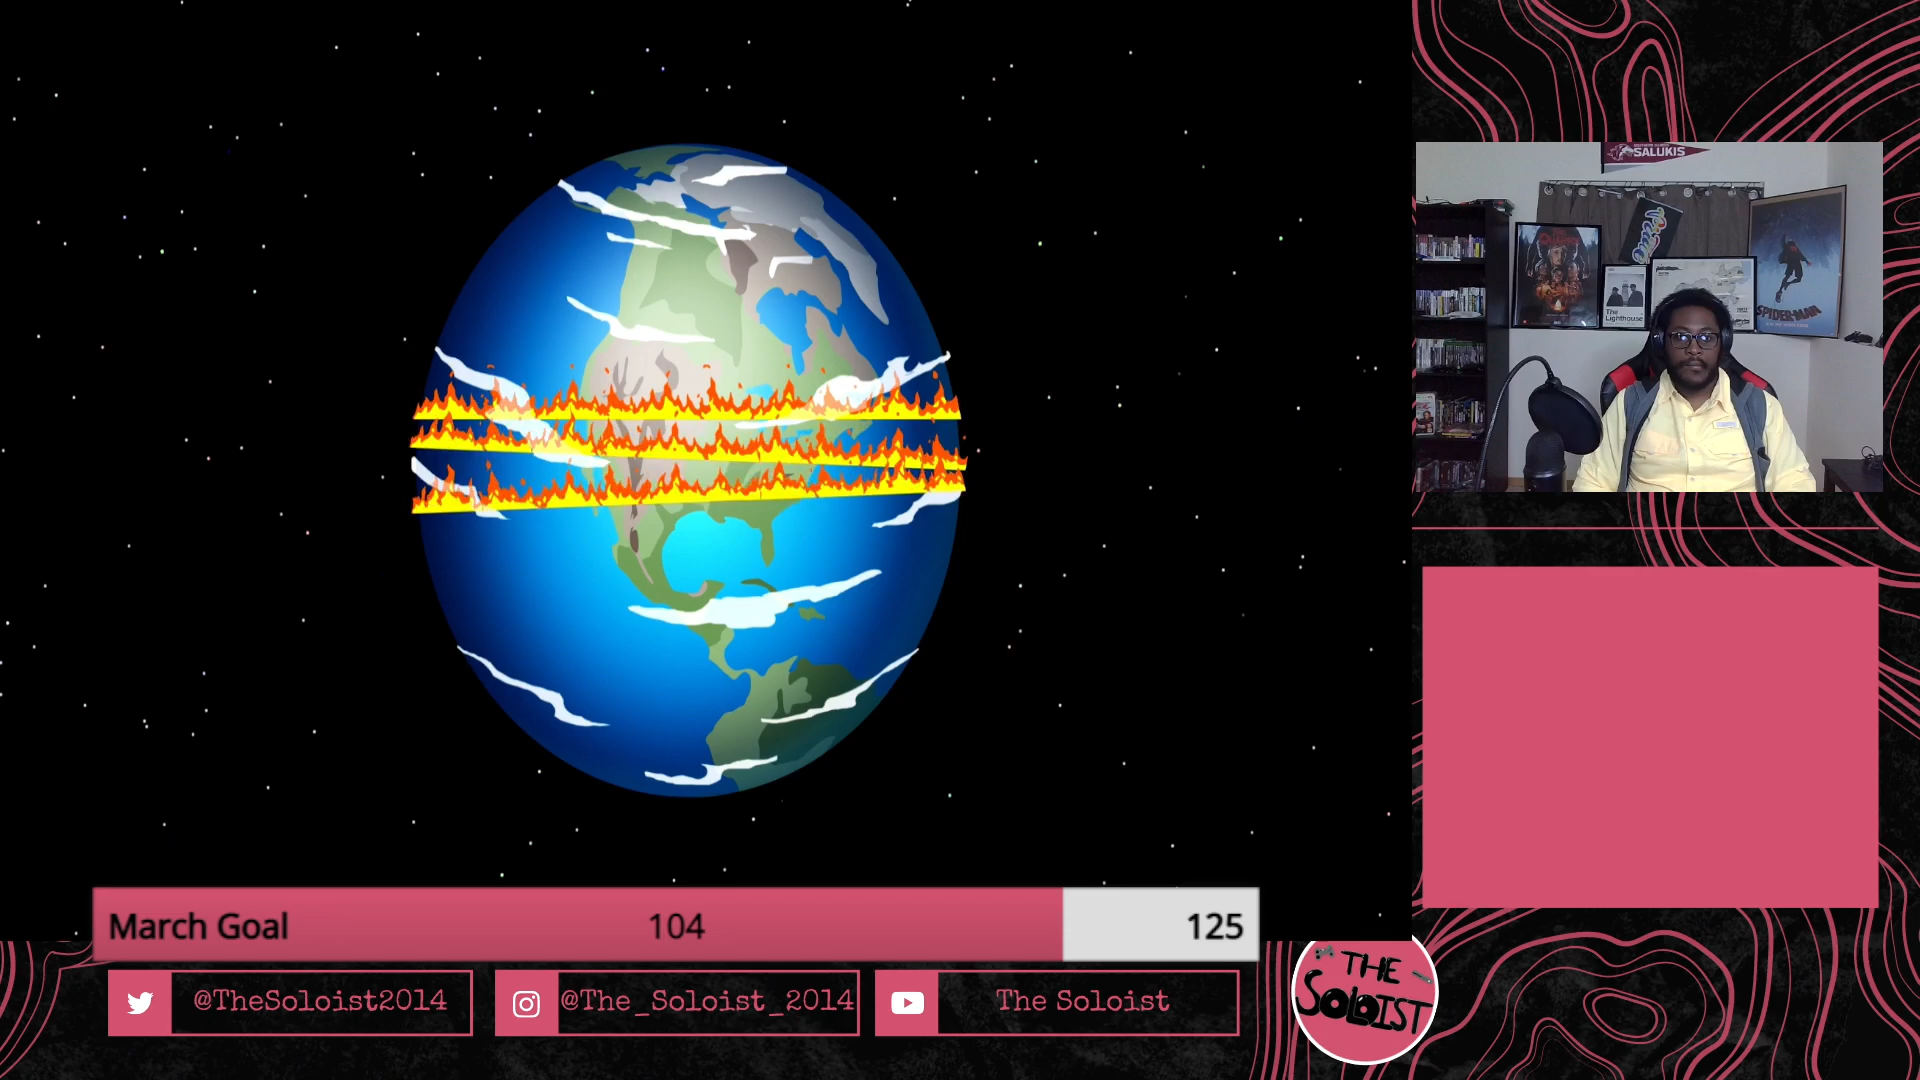 SALUKIS
The
Lighthouse
SPIDER-MAN
March Goal
104
125
@TheSoloist2014
@The_Soloist_2014
The Soloist
THE
SOLOIST